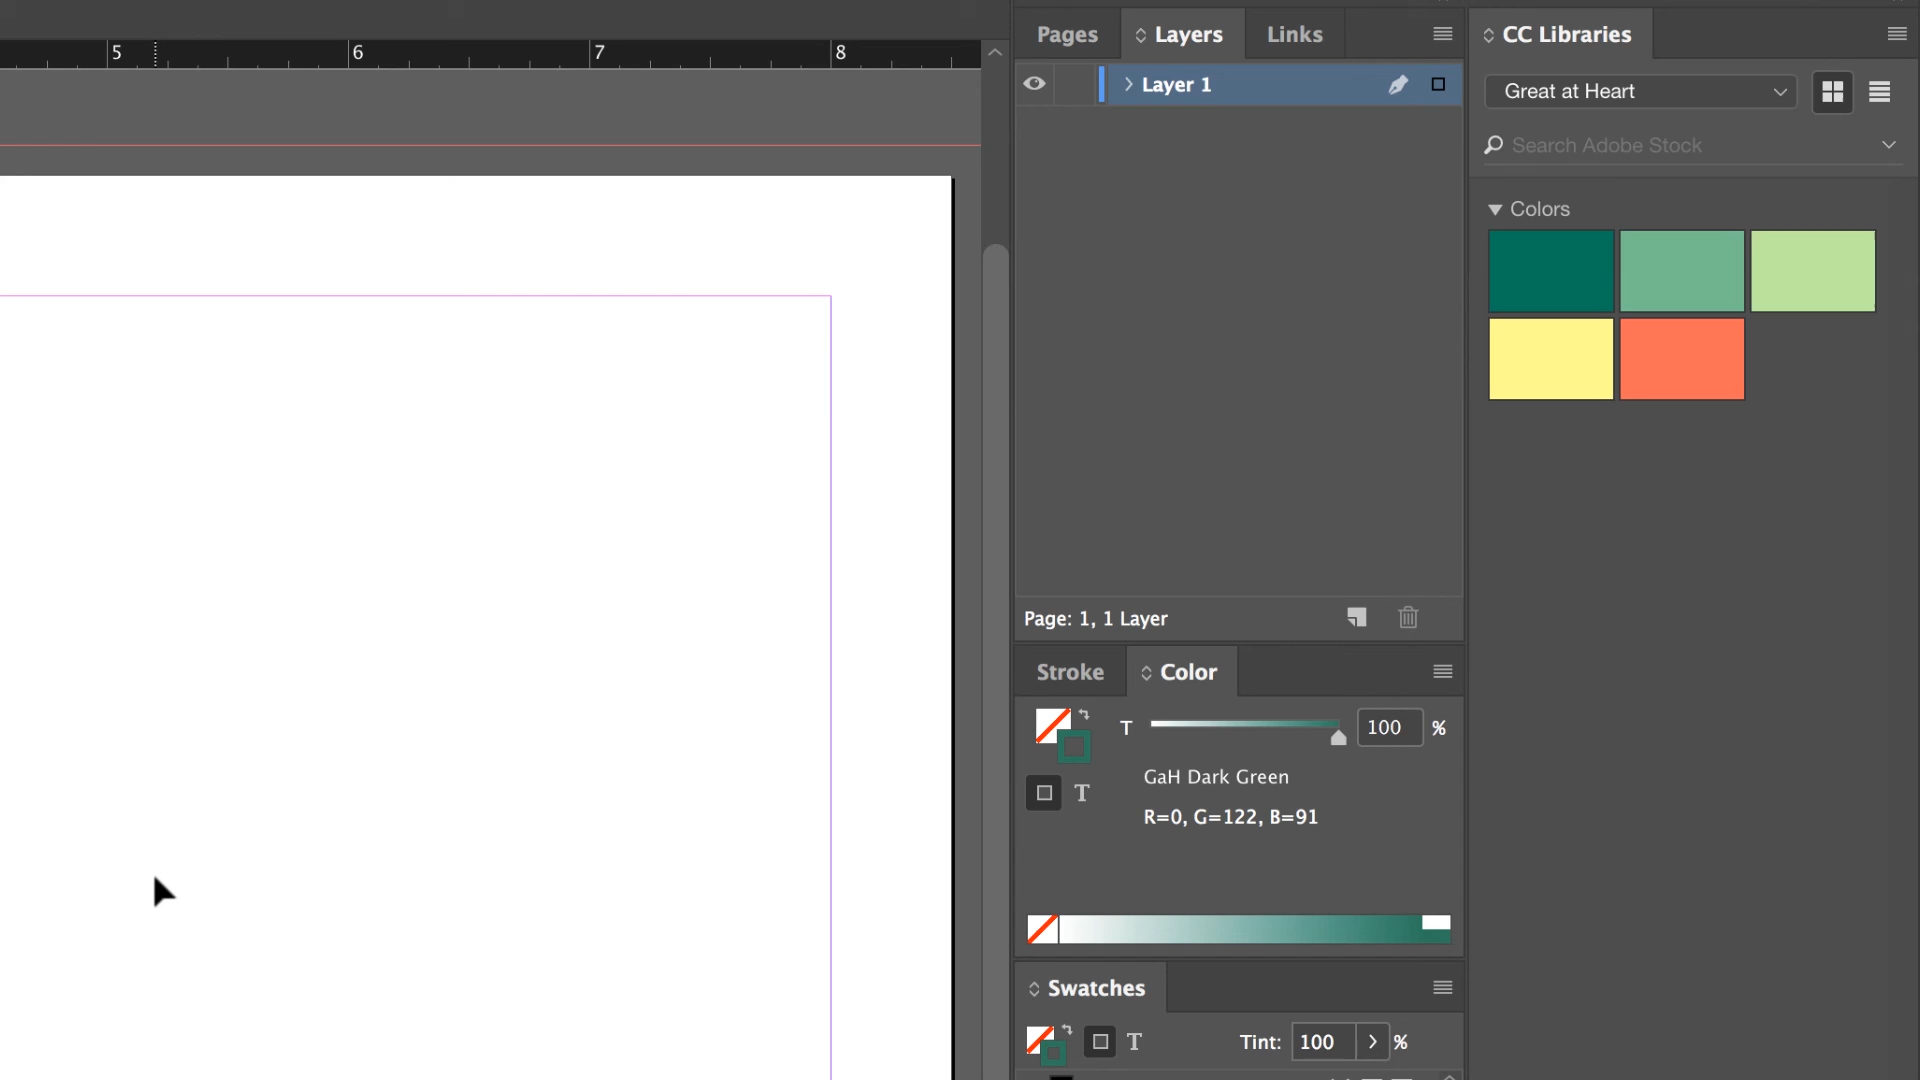 5 6 7 8
Pages Layers Links
Layer 1
Page: 1, 1 Layer
Stroke Color
T 100 %
GaH Dark Green
T
R=0, G=122, B=91
Swatches
T Tint: 100 %
CC Libraries
Great at Heart
Search Adobe Stock
Colors